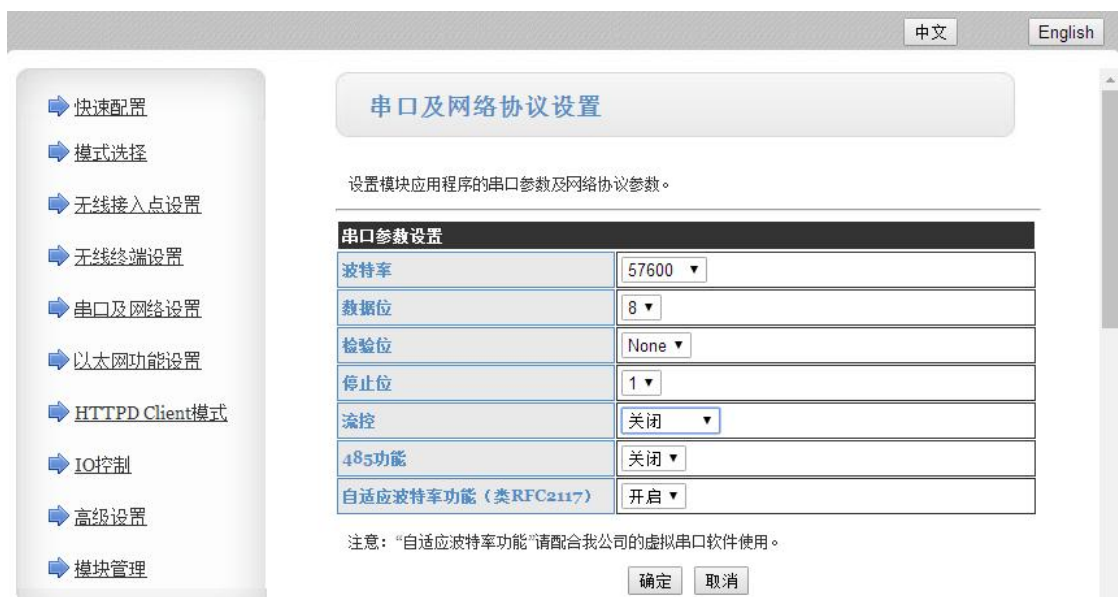 中文 English
快速配置
模式选择
无线接入点设置
无线终端设置
串口及网络设置
以太网功能设置
HTTPD Client模式
IO控制
高级设置
模块管理
串口及网络协议设置
设置模块应用程序的串口参数及网络协议参数。
串口参数设置
波特率 57600
数据位 8
检验位 None
停止位 1
流控 关闭
485功能 关闭
自适应波特率功能（类RFC2117） 开启
注意：“自适应波特率功能”请配合我公司的虚拟串口软件使用。
确定 取消